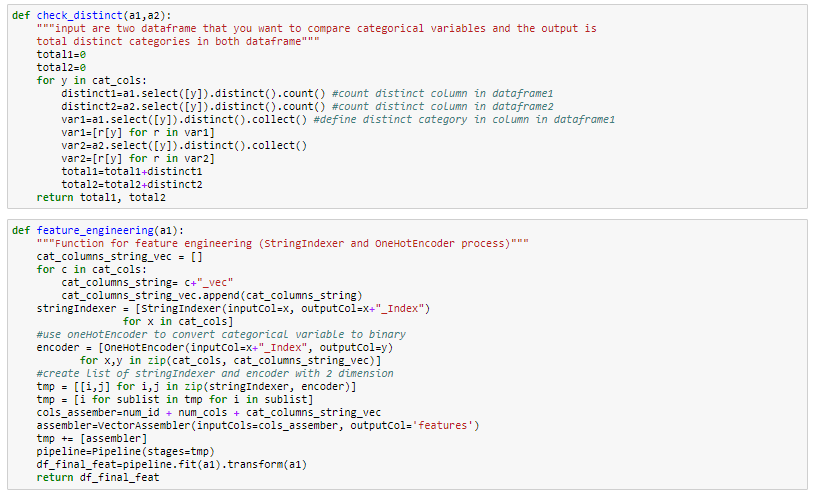 def check_distinct(a1,a2):
    """input are two dataframe that you want to compare categorical variables and the output is
    total distinct categories in both dataframe"""
    total1=0
    total2=0
    for y in cat_cols:
        distinct1=a1.select([y]).distinct().count() #count distinct column in dataframe1
        distinct2=a2.select([y]).distinct().count() #count distinct column in dataframe2
        var1=a1.select([y]).distinct().collect() #define distinct category in column in dataframe1
        var1=[r[y] for r in var1]
        var2=a2.select([y]).distinct().collect()
        var2=[r[y] for r in var2]
        total1=total1+distinct1
        total2=total2+distinct2
    return total1, total2
def feature_engineering(a1):
    """Function for feature engineering (StringIndexer and OneHotEncoder process)"""
    cat_columns_string_vec = []
    for c in cat_cols:
        cat_columns_string= c+"_vec"
        cat_columns_string_vec.append(cat_columns_string)
    stringIndexer = [StringIndexer(inputCol=x, outputCol=x+"_Index")
                  for x in cat_cols]
    #use oneHotEncoder to convert categorical variable to binary
    encoder = [OneHotEncoder(inputCol=x+"_Index", outputCol=y)
           for x,y in zip(cat_cols, cat_columns_string_vec)]
    #create list of stringIndexer and encoder with 2 dimension
    tmp = [[i,j] for i,j in zip(stringIndexer, encoder)]
    tmp = [i for sublist in tmp for i in sublist]
    cols_assember=num_id + num_cols + cat_columns_string_vec
    assembler=VectorAssembler(inputCols=cols_assember, outputCol='features')
    tmp += [assembler]
    pipeline=Pipeline(stages=tmp)
    df_final_feat=pipeline.fit(a1).transform(a1)
    return df_final_feat